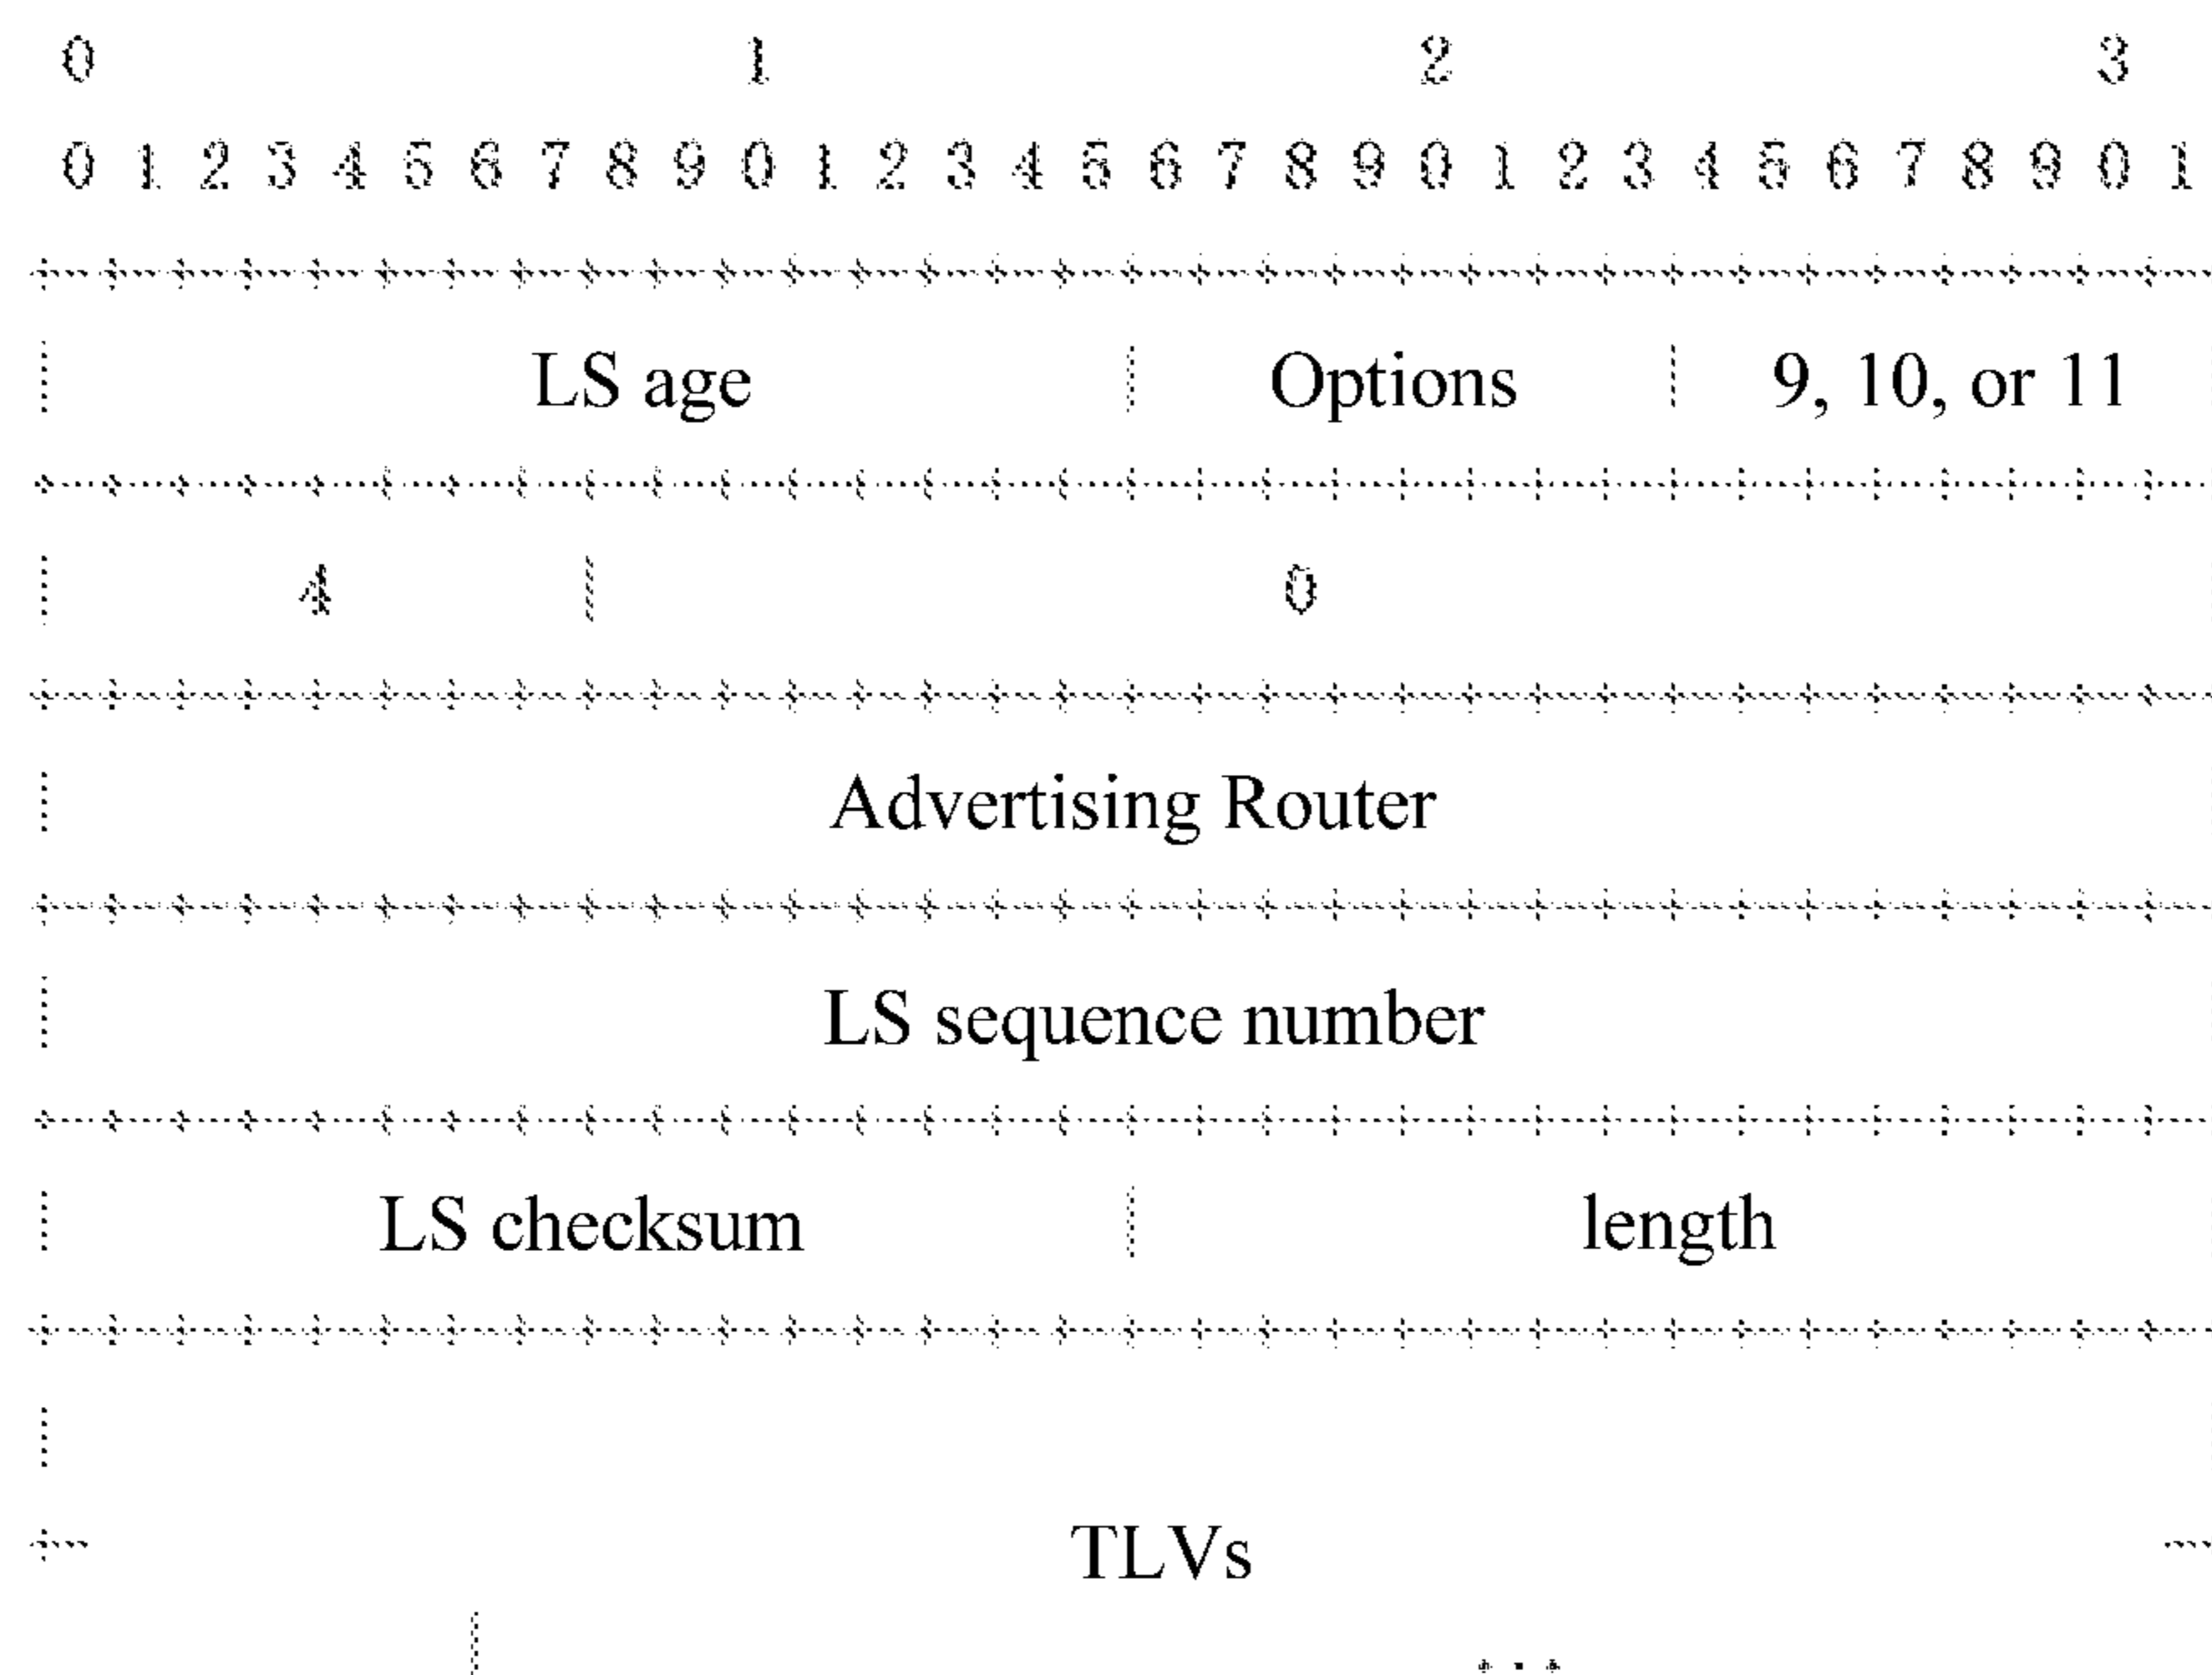 0 1 2 3
0 1 2 3 4 5 6 7 8 9 0 1 2 3 4 5 6 7 8 9 0 1 2 3 4 5 6 7 8 9 0 1
LS age Options 9, 10, or 11
4 0
Advertising Router
LS sequence number
LS checksum length
TLVs
...